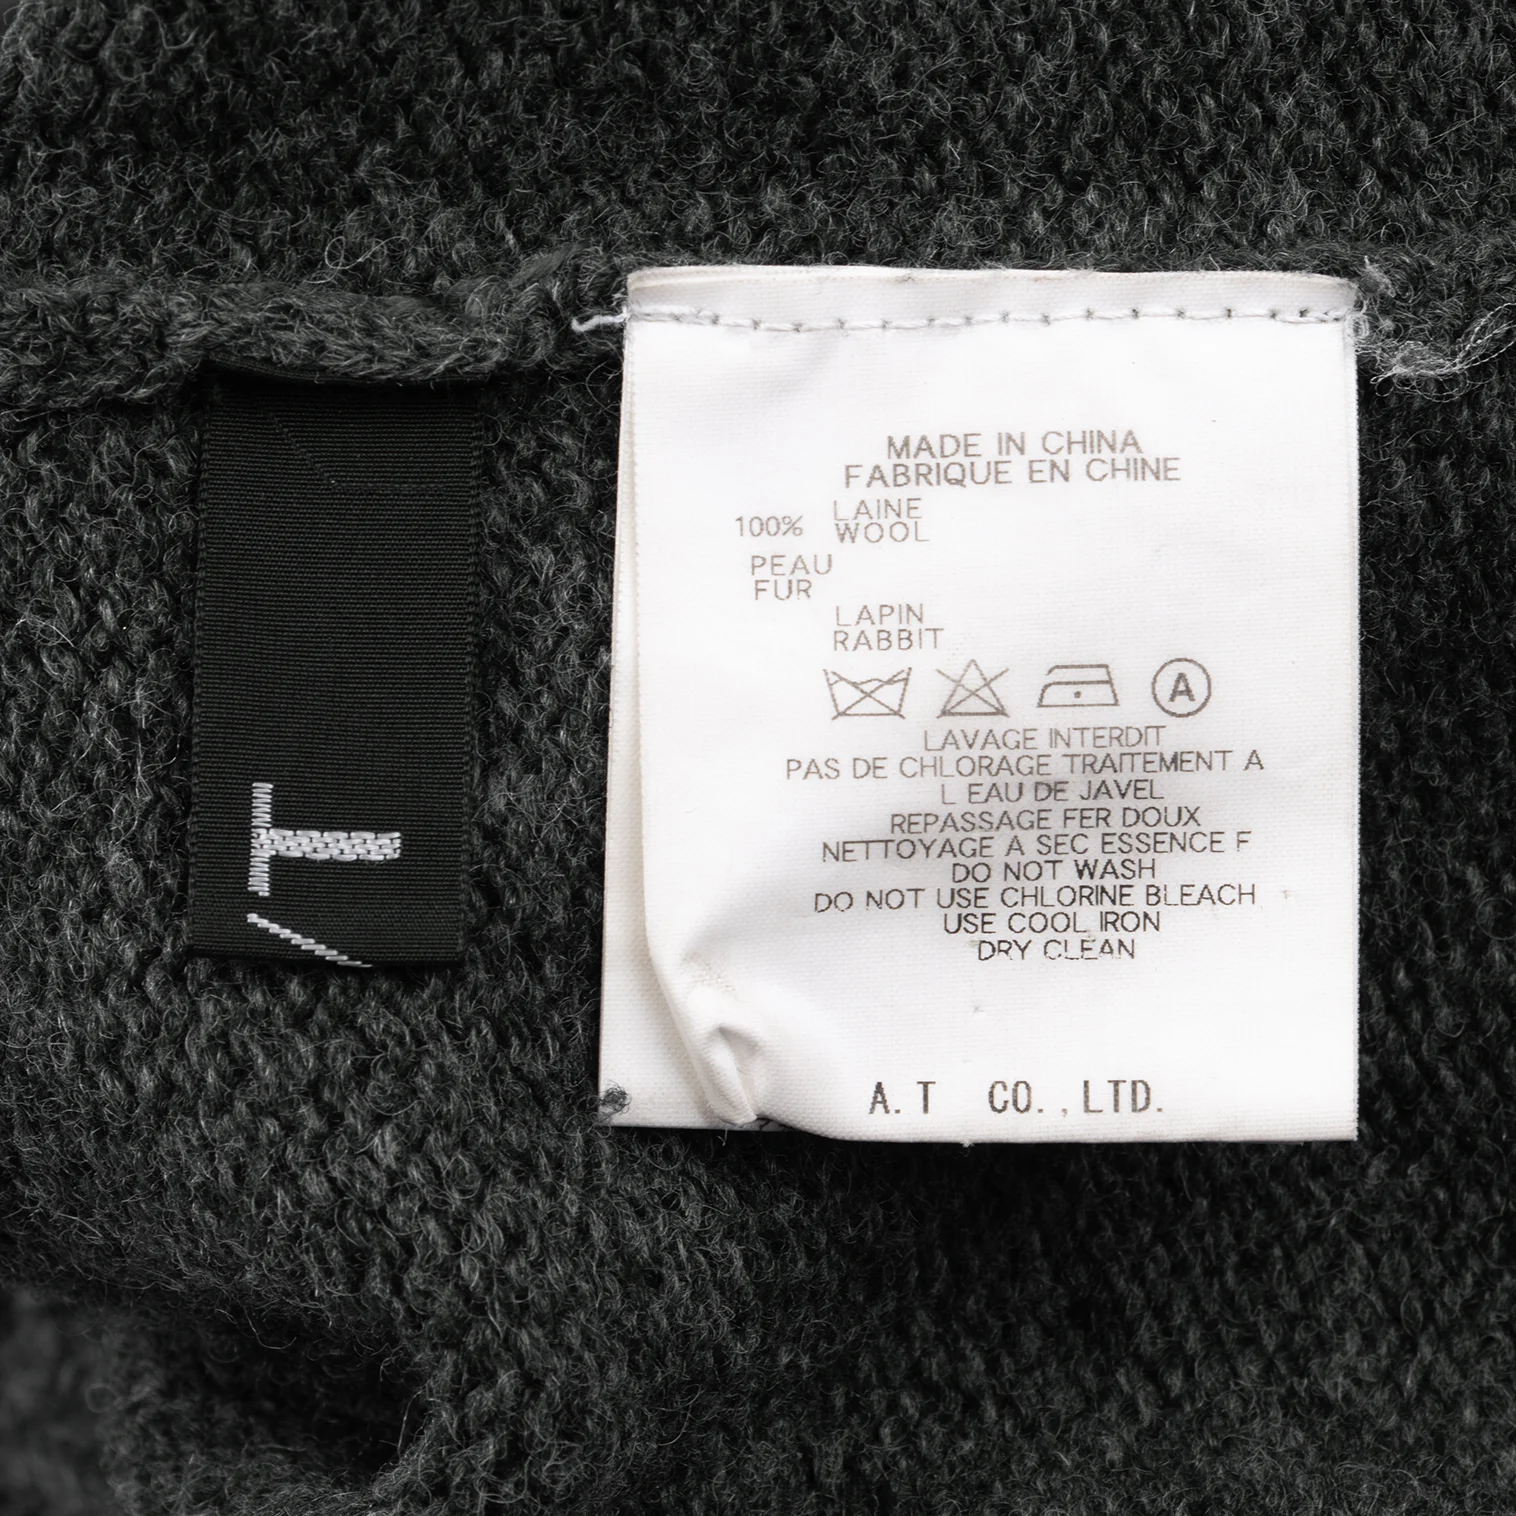 T
/
MADE IN CHINA
FABRIQUE EN CHINE
100% LAINE
WOOL
PEAU
FUR
LAPIN
RABBIT
A
LAVAGE INTERDIT
PAS DE CHLORAGE TRAITEMENT A
L EAU DE JAVEL
REPASSAGE FER DOUX
NETTOYAGE A SEC ESSENCE F
DO NOT WASH
DO NOT USE CHLORINE BLEACH
USE COOL IRON
DRY CLEAN
A.T CO.,LTD.